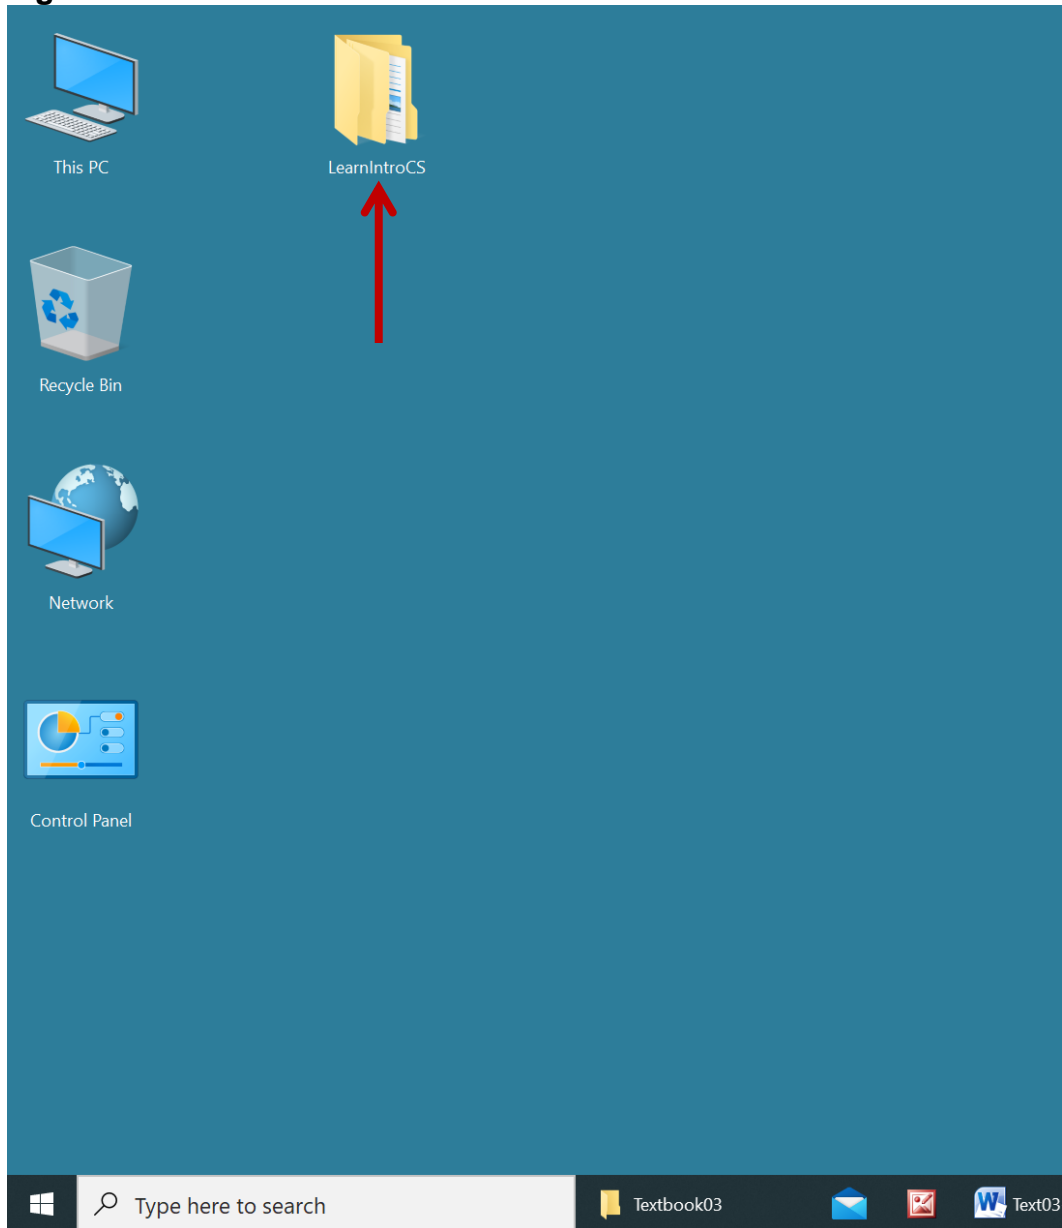 This PC
LearnIntroCS
Recycle Bin
Network
Control Panel
Type here to search
Textbook03
Text03